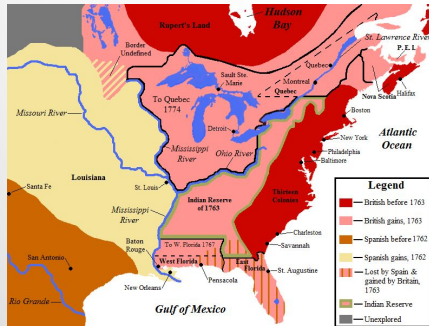 Hudson
Bay
Rupert's Land
Border
Undefined
St. Lawrence River
P.E.I.
Quebec
Sault Ste.
Marie
Montreal
Quebec
Nova Scotia
Halifax
To Quebec
1774
Missouri River
Boston
Detroit
Atlantic
Ocean
New York
Mississippi
River
Ohio River
Philadelphia
Baltimore
Louisiana
Santa Fe
St. Louis
Indian Reserve
of 1763
Thirteen
Colonies
Mississippi
River
Legend
British before 1763
British gains, 1763
Spanish before 1762
Spanish gains, 1762
Lost by Spain &
gained by Britain,
1763
Indian Reserve
Unexplored
Charleston
Savannah
San Antonio
Baton
Rouge
To W. Florida 1767
West Florida
East
Florida
St. Augustine
New Orleans
Pensacola
Rio Grande
Gulf of Mexico